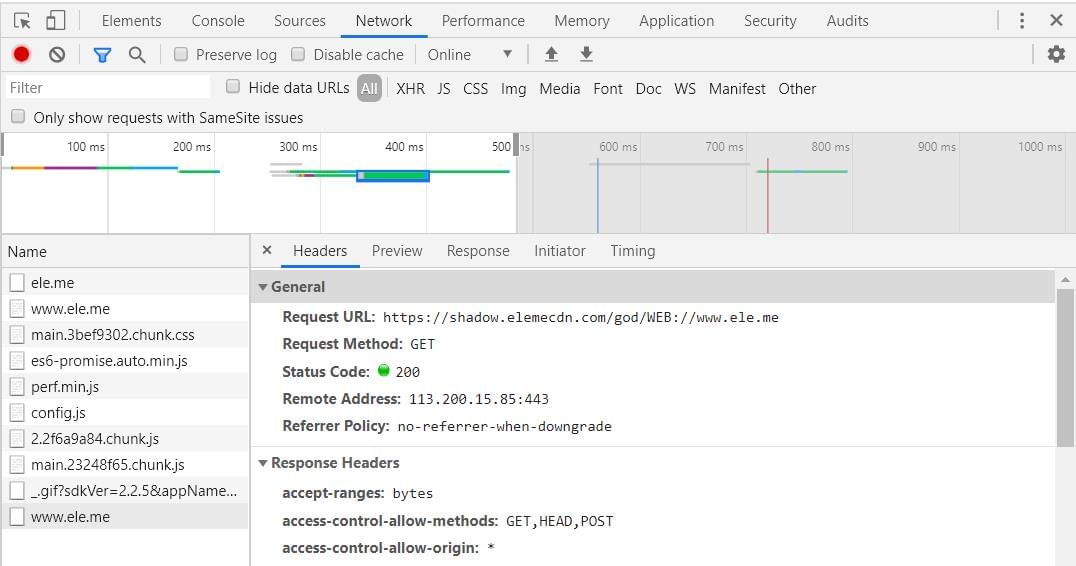 Elements Console Sources Network Performance Memory Application Security Audits
Preserve log Disable cache Online
Filter Hide data URLs All XHR JS CSS Img Media Font Doc WS Manifest Other
Only show requests with SameSite issues
100 ms 200 ms 300 ms 400 ms 500 ms 600 ms 700 ms 800 ms 900 ms 1000 ms
Name
ele.me
www.ele.me
main.3bef9302.chunk.css
es6-promise.auto.min.js
perf.min.js
config.js
2.2f6a9a84.chunk.js
main.23248f65.chunk.js
_.gif?sdkVer=2.2.5&appName...
www.ele.me
× Headers Preview Response Initiator Timing
General
Request URL: https://shadow.elemecdn.com/god/WEB://www.ele.me
Request Method: GET
Status Code: 200
Remote Address: 113.200.15.85:443
Referrer Policy: no-referrer-when-downgrade
Response Headers
accept-ranges: bytes
access-control-allow-methods: GET,HEAD,POST
access-control-allow-origin: *